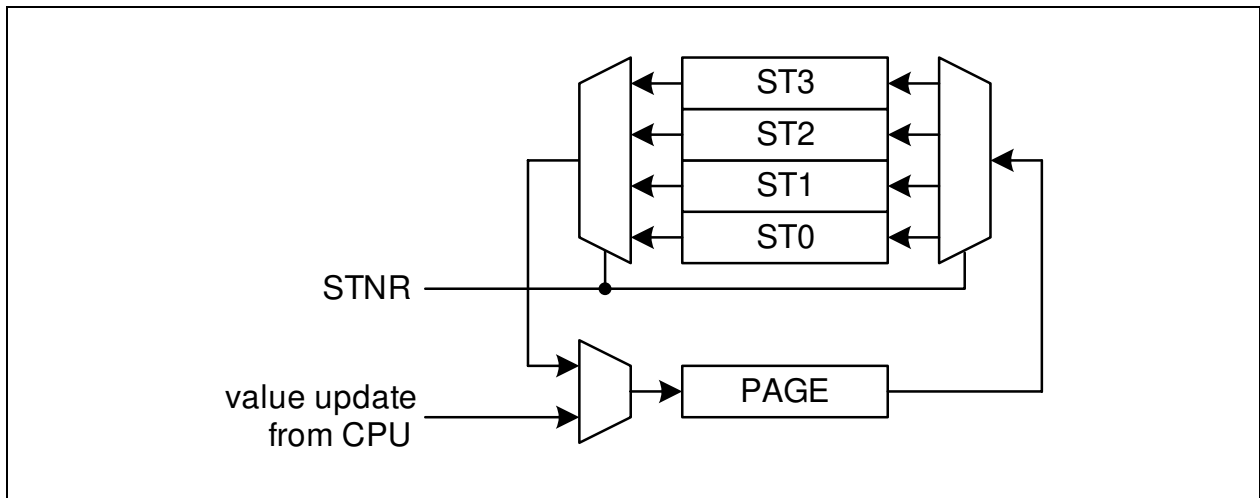 ST3
ST2
ST1
ST0
STNR
PAGE
value update
from CPU